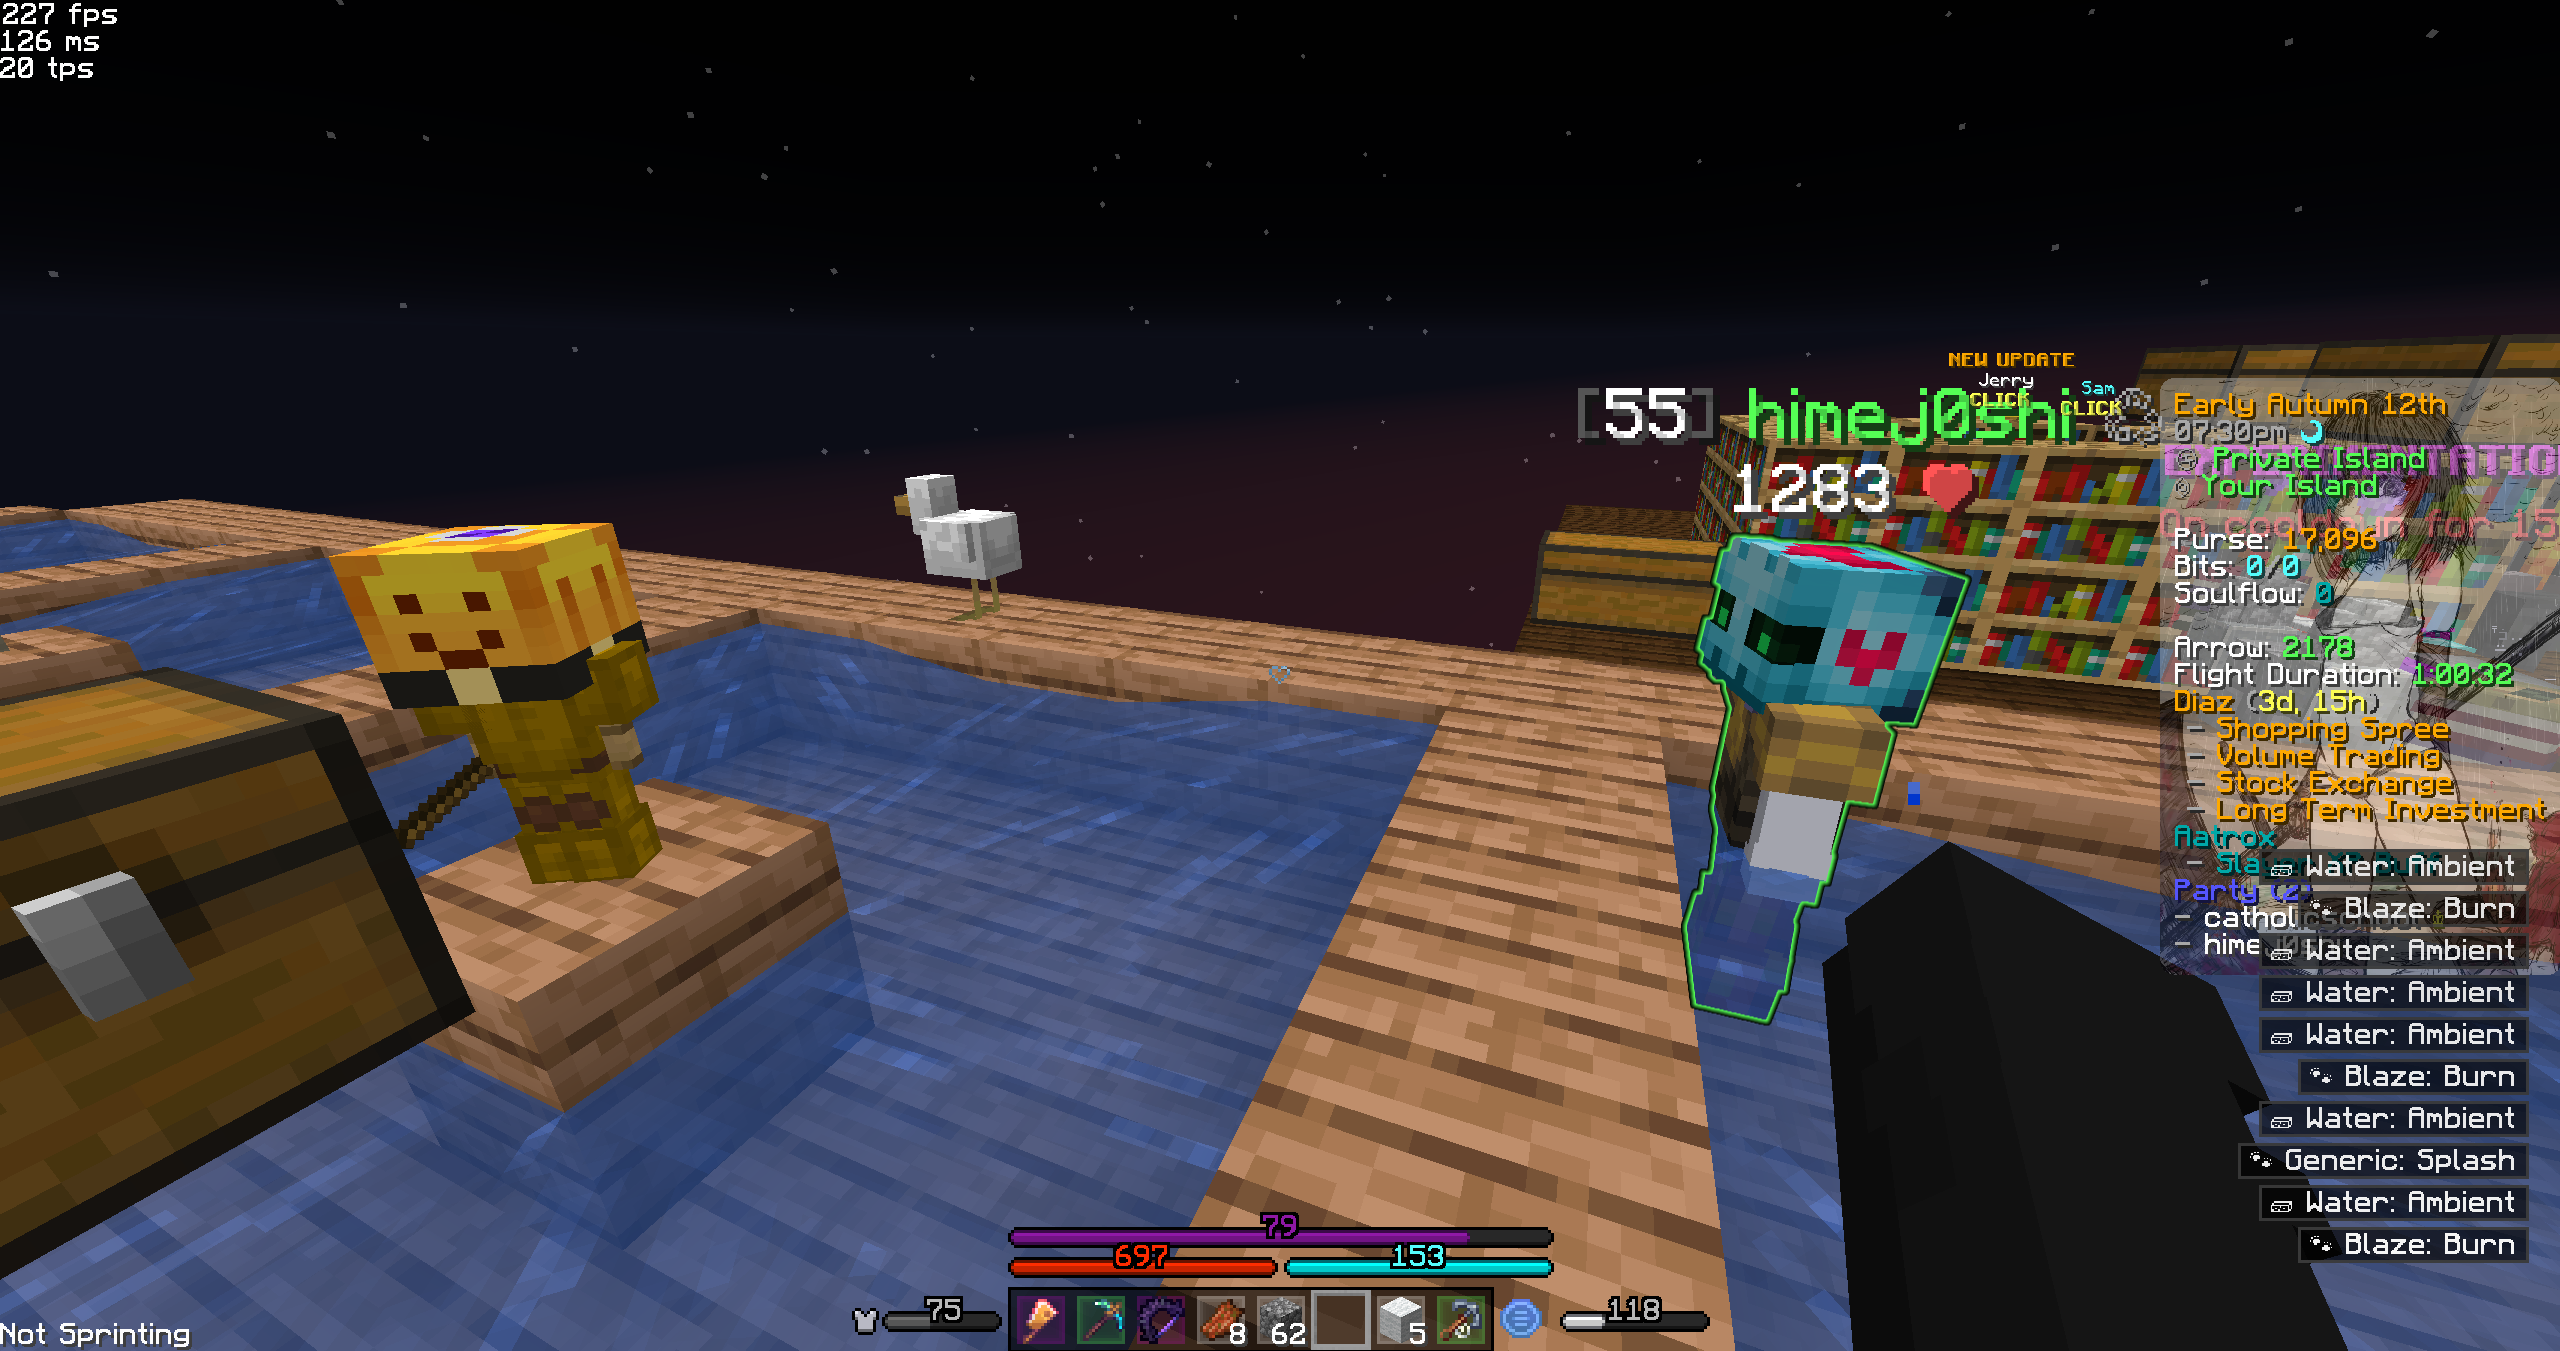 227 fps
126 ms
20 tps
NEW UPDATE
Jerry
CLICK
Sam
CLICK
[55] himej0shi
1283
Early Autumn 12th
07:30pm
Private Island
Your Island
Purse: 17,096
Bits: 0/0
Soulflow: 0
Arrow: 2178
Flight Duration: 1:00:32
Diaz (3d, 15h)
- Shopping Spree
- Volume Trading
- Stock Exchange
- Long Term Investment
Aatrox
Water: Ambient
Party (2)
Blaze: Burn
Water: Ambient
Water: Ambient
Water: Ambient
Blaze: Burn
Water: Ambient
Generic: Splash
Water: Ambient
Blaze: Burn
79
697
153
75
8
62
5
118
Not Sprinting